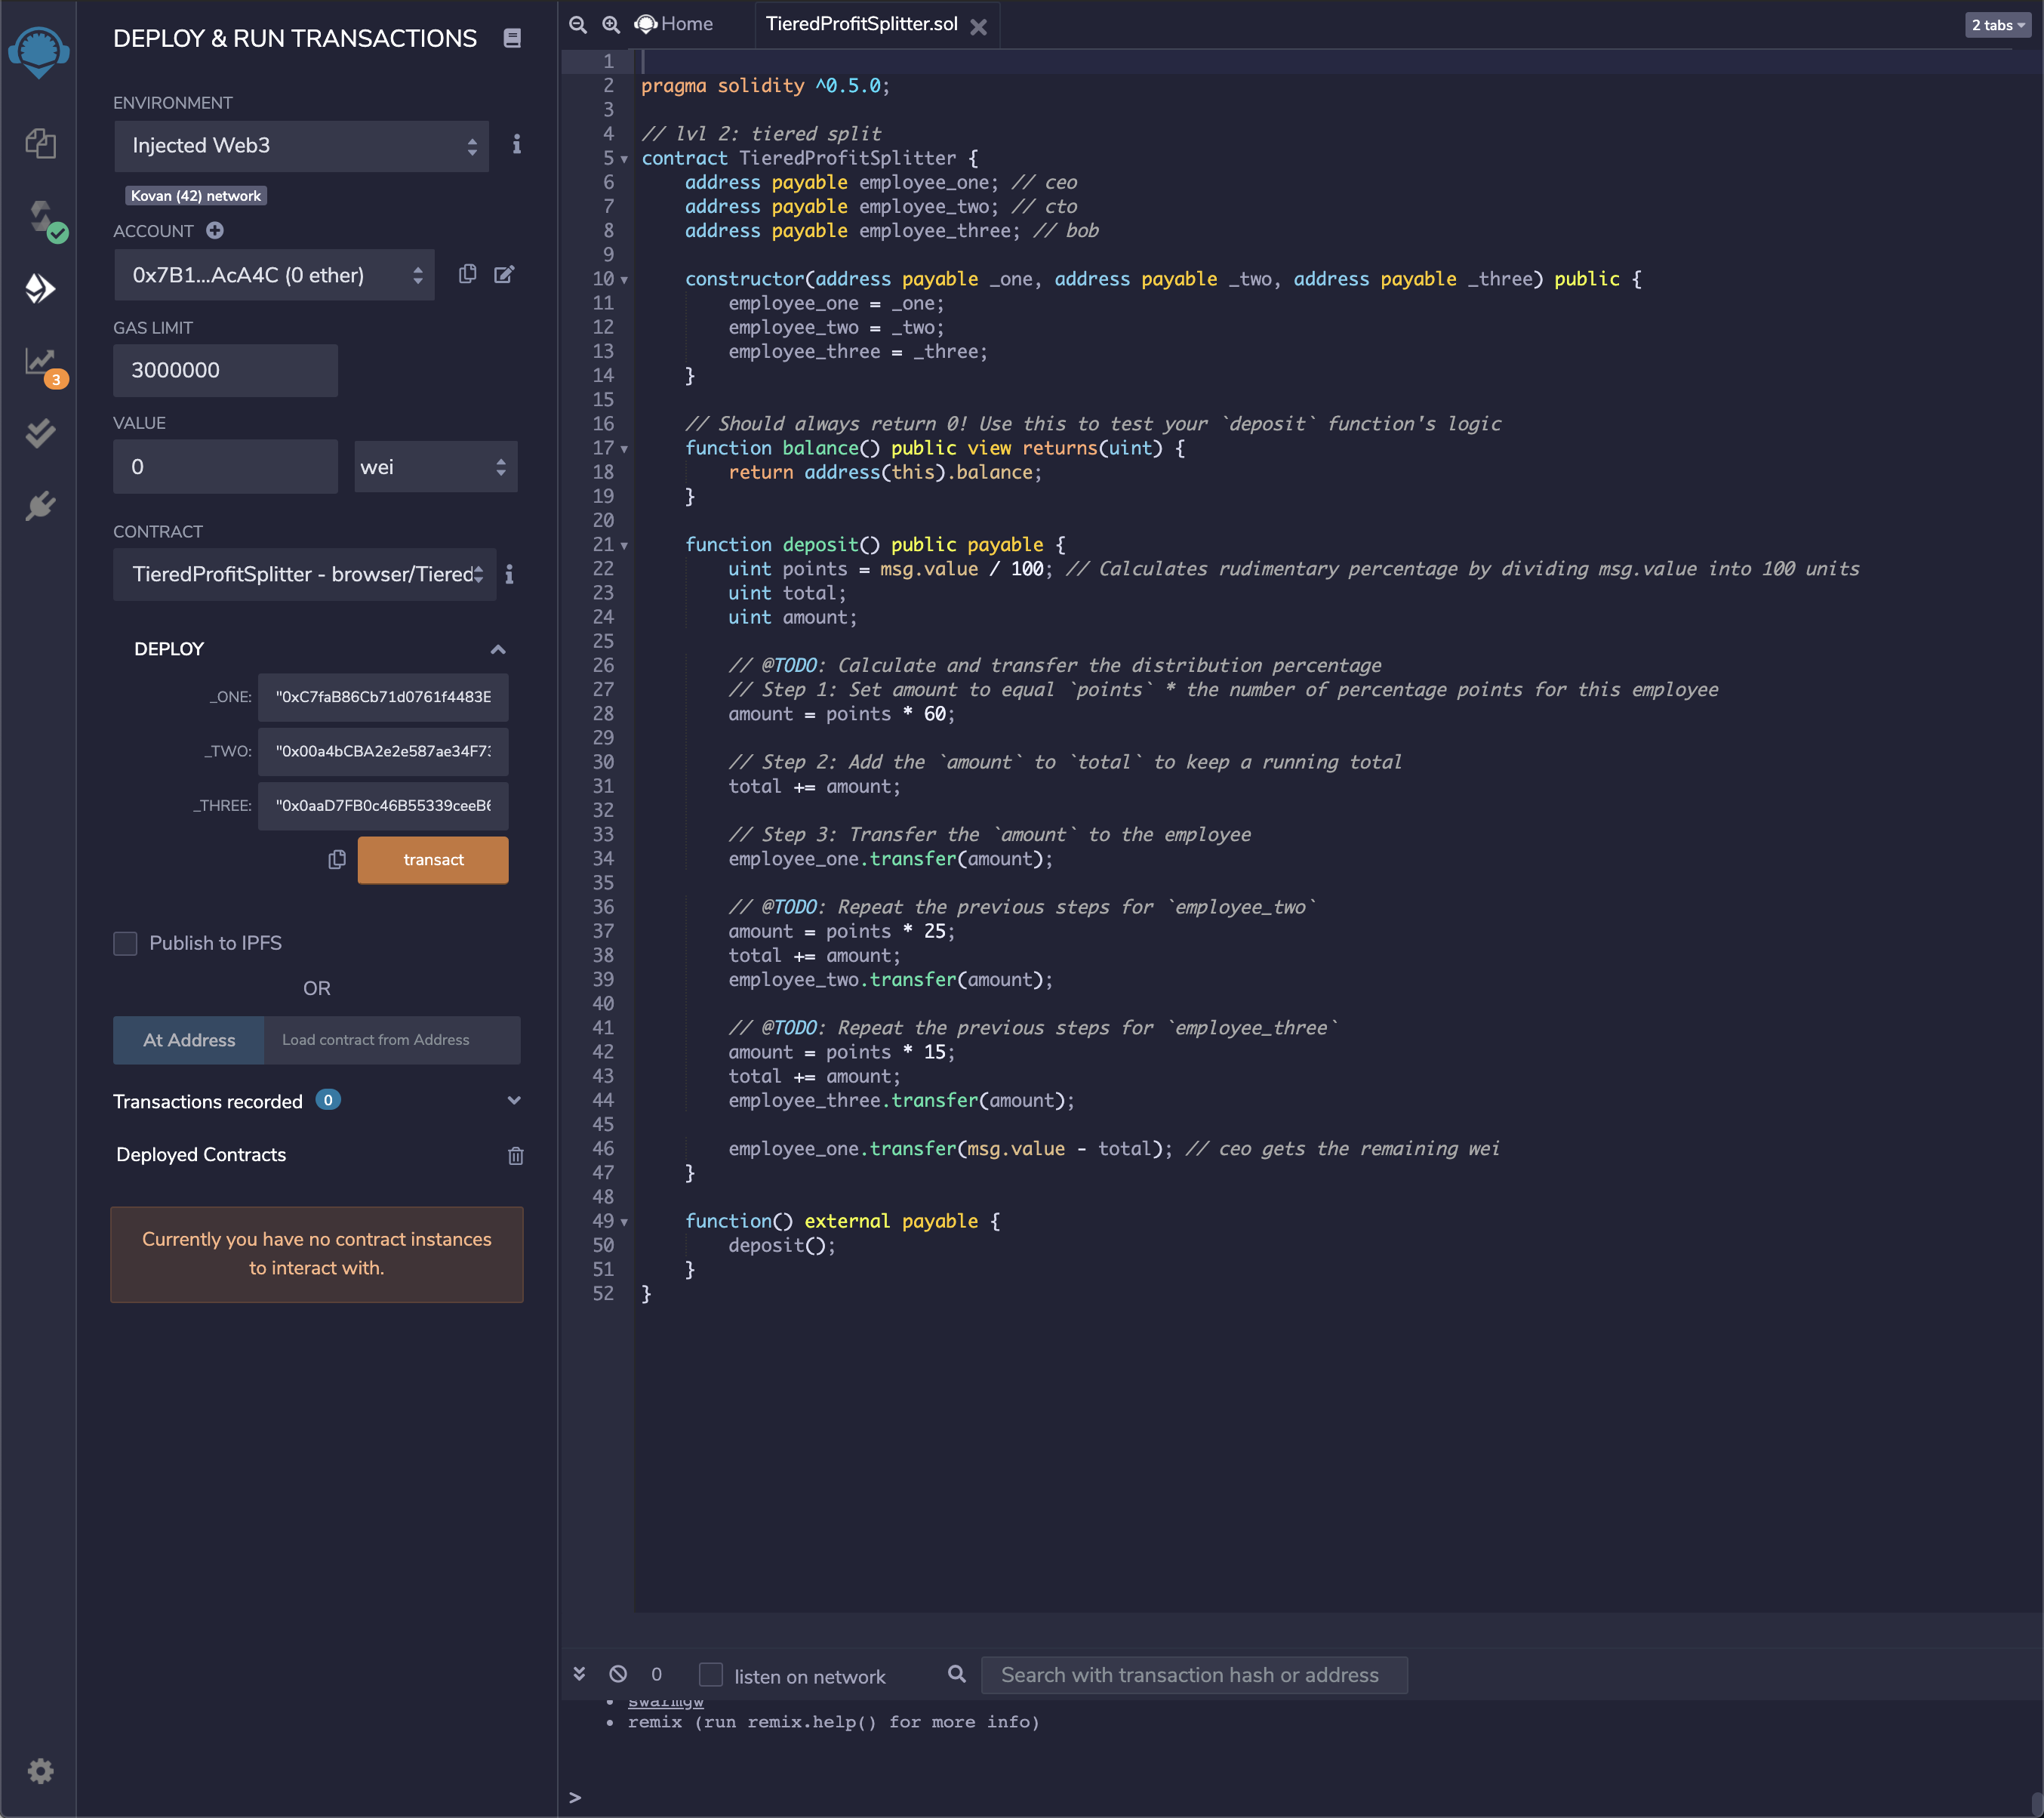 DEPLOY & RUN TRANSACTIONS
ENVIRONMENT
Injected Web3
Kovan (42) network
ACCOUNT
0x7B1...AcA4C (0 ether)
GAS LIMIT
3000000
VALUE
0
wei
CONTRACT
TieredProfitSplitter - browser/Tiered
DEPLOY
_ONE:
"0xC7faB86Cb71d0761f4483E
_TWO:
"0x00a4bCBA2e2e587ae34F73
_THREE:
"0x0aaD7FB0c46B55339ceeB6
transact
Publish to IPFS
OR
At Address
Load contract from Address
Transactions recorded 0
Deployed Contracts
Currently you have no contract instances
to interact with.
3
Home
TieredProfitSplitter.sol
2 tabs
1
2 pragma solidity ^0.5.0;
3
4 // lvl 2: tiered split
5 contract TieredProfitSplitter {
6 address payable employee_one; // ceo
7 address payable employee_two; // cto
8 address payable employee_three; // bob
9
10 constructor(address payable _one, address payable _two, address payable _three) public {
11 employee_one = _one;
12 employee_two = _two;
13 employee_three = _three;
14 }
15
16 // Should always return 0! Use this to test your `deposit` function's logic
17 function balance() public view returns(uint) {
18 return address(this).balance;
19 }
20
21 function deposit() public payable {
22 uint points = msg.value / 100; // Calculates rudimentary percentage by dividing msg.value into 100 units
23 uint total;
24 uint amount;
25
26 // @TODO: Calculate and transfer the distribution percentage
27 // Step 1: Set amount to equal `points` * the number of percentage points for this employee
28 amount = points * 60;
29
30 // Step 2: Add the `amount` to `total` to keep a running total
31 total += amount;
32
33 // Step 3: Transfer the `amount` to the employee
34 employee_one.transfer(amount);
35
36 // @TODO: Repeat the previous steps for `employee_two`
37 amount = points * 25;
38 total += amount;
39 employee_two.transfer(amount);
40
41 // @TODO: Repeat the previous steps for `employee_three`
42 amount = points * 15;
43 total += amount;
44 employee_three.transfer(amount);
45
46 employee_one.transfer(msg.value - total); // ceo gets the remaining wei
47 }
48
49 function() external payable {
50 deposit();
51 }
52 }
0
listen on network
Search with transaction hash or address
• swarmgw
• remix (run remix.help() for more info)
>